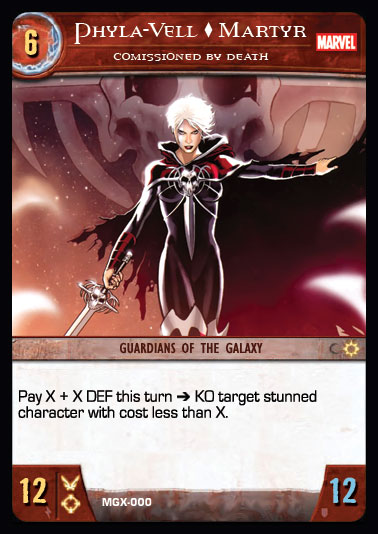 6
Phyla-Vell ♦ Martyr
MARVEL
Comissioned by Death
GUARDIANS OF THE GALAXY
C
Pay X + X DEF this turn ➔ KO target stunned
character with cost less than X.
12
MGX-000
12